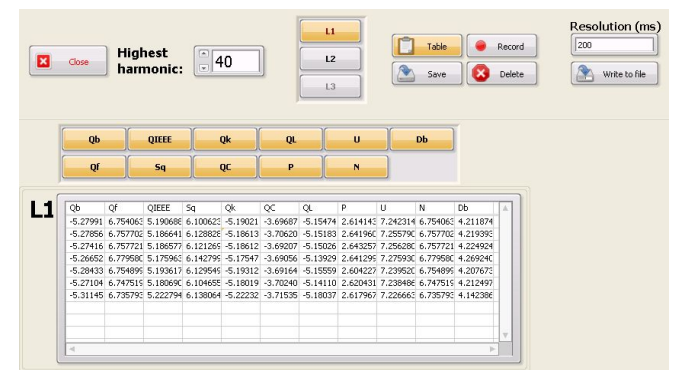 Close
Highest harmonic:
40
L1
L2
L3
Table
Record
Save
Delete
Resolution (ms)
200
Write to file
Qb QIEEE Qk QL U Db
Qf Sq QC P N
L1
Qb Qf QIEEE Sq Qk QC QL P U N Db
-5.27991 6.754063 5.190688 6.100623 -5.19021 -3.69687 -5.15474 2.614143 7.242314 6.754063 4.211874
-5.27856 6.757702 5.186641 6.128828 -5.18613 -3.70620 -5.15183 2.641960 7.255790 6.757702 4.219393
-5.27416 6.757721 5.186577 6.121269 -5.18612 -3.69207 -5.15026 2.643257 7.256280 6.757721 4.224924
-5.26652 6.779580 5.175963 6.142799 -5.17547 -3.69056 -5.13929 2.641299 7.275930 6.779580 4.269240
-5.28433 6.754899 5.193617 6.129549 -5.19312 -3.69164 -5.15559 2.604227 7.239520 6.754899 4.207673
-5.27104 6.747519 5.180690 6.104655 -5.18019 -3.70240 -5.14110 2.620431 7.238486 6.747519 4.212497
-5.31145 6.735793 5.222794 6.138064 -5.22232 -3.71535 -5.18037 2.617967 7.226663 6.735793 4.142386